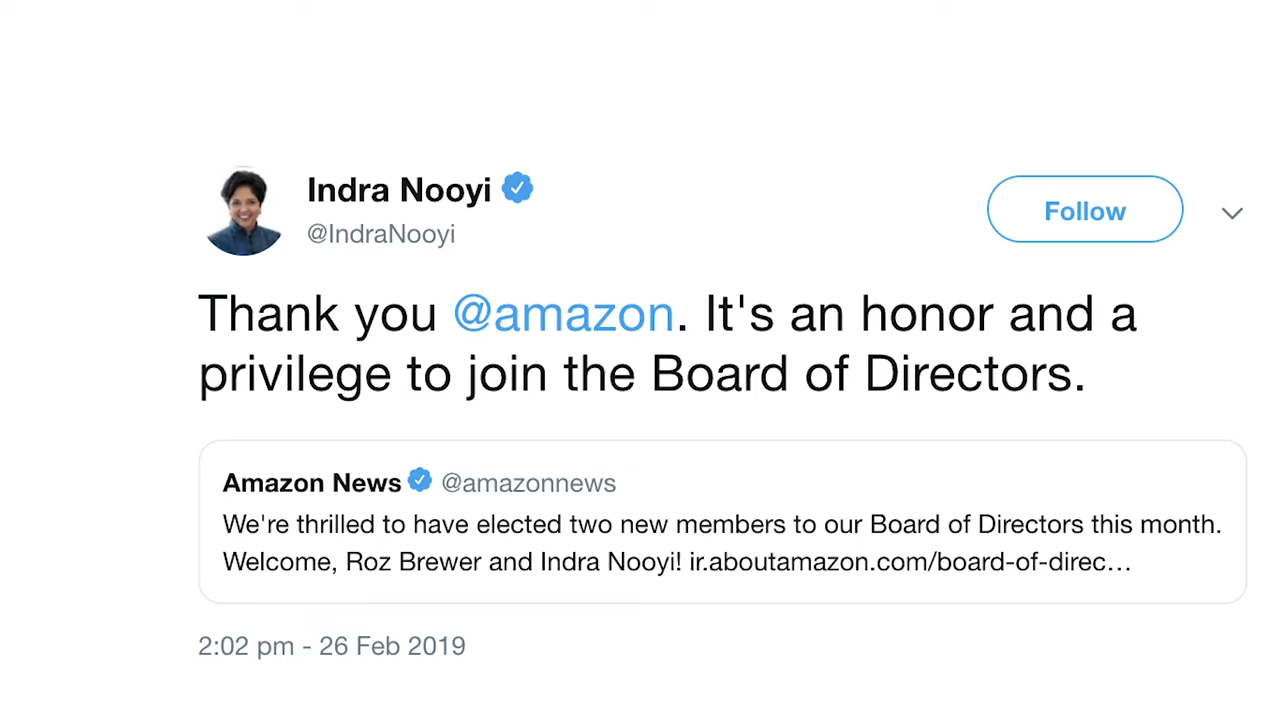 Indra Nooyi
@IndraNooyi
Follow
Thank you @amazon. It's an honor and a
privilege to join the Board of Directors.
Amazon News @amazonnews
We're thrilled to have elected two new members to our Board of Directors this month.
Welcome, Roz Brewer and Indra Nooyi! ir.aboutamazon.com/board-of-direc…
2:02 pm - 26 Feb 2019